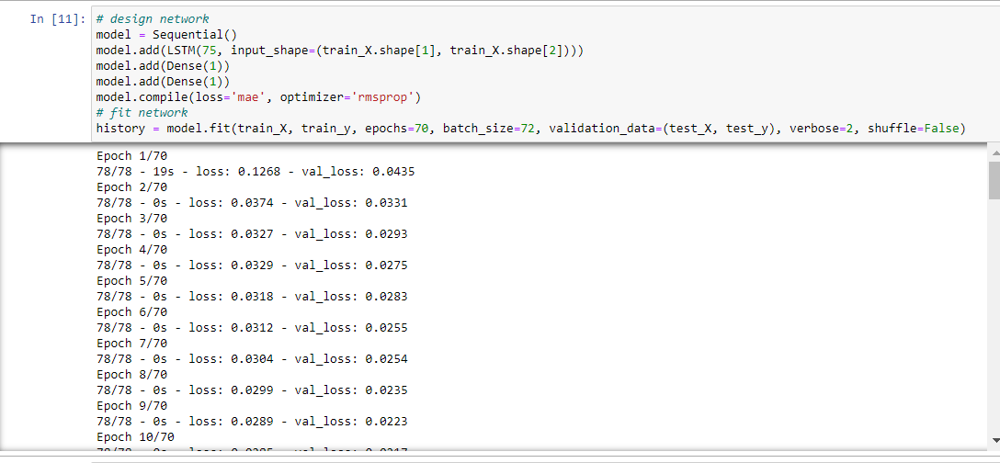 In [11]:
# design network
model = Sequential()
model.add(LSTM(75, input_shape=(train_X.shape[1], train_X.shape[2])))
model.add(Dense(1))
model.add(Dense(1))
model.compile(loss='mae', optimizer='rmsprop')
# fit network
history = model.fit(train_X, train_y, epochs=70, batch_size=72, validation_data=(test_X, test_y), verbose=2, shuffle=False)
Epoch 1/70
78/78 - 19s - loss: 0.1268 - val_loss: 0.0435
Epoch 2/70
78/78 - 0s - loss: 0.0374 - val_loss: 0.0331
Epoch 3/70
78/78 - 0s - loss: 0.0327 - val_loss: 0.0293
Epoch 4/70
78/78 - 0s - loss: 0.0329 - val_loss: 0.0275
Epoch 5/70
78/78 - 0s - loss: 0.0318 - val_loss: 0.0283
Epoch 6/70
78/78 - 0s - loss: 0.0312 - val_loss: 0.0255
Epoch 7/70
78/78 - 0s - loss: 0.0304 - val_loss: 0.0254
Epoch 8/70
78/78 - 0s - loss: 0.0299 - val_loss: 0.0235
Epoch 9/70
78/78 - 0s - loss: 0.0289 - val_loss: 0.0223
Epoch 10/70